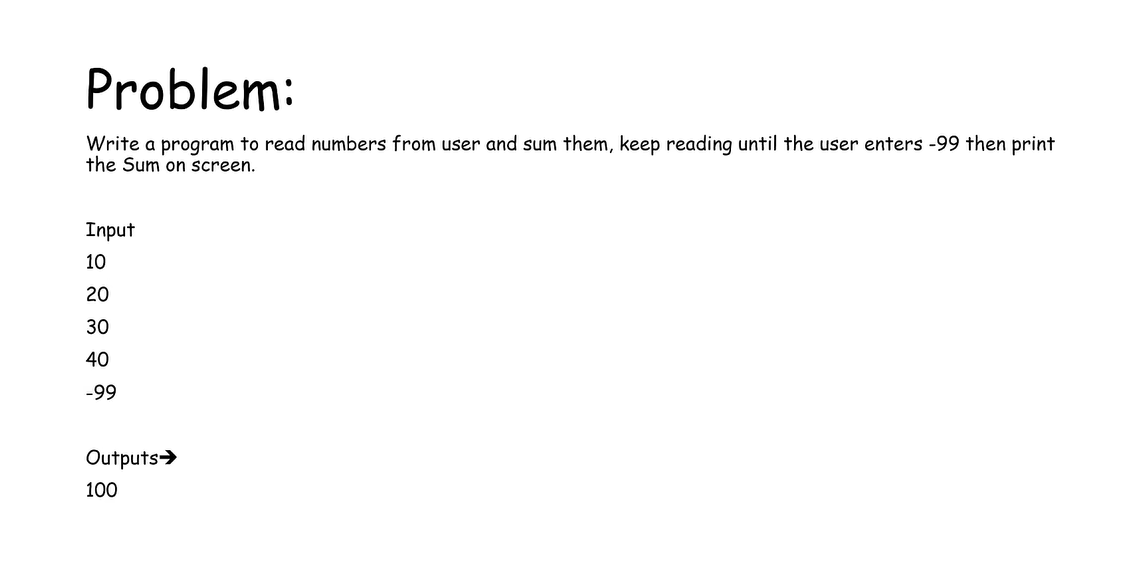 Problem:
Write a program to read numbers from user and sum them, keep reading until the user enters -99 then print
the Sum on screen.
Input
10
20
30
40
-99
Outputs➔
100